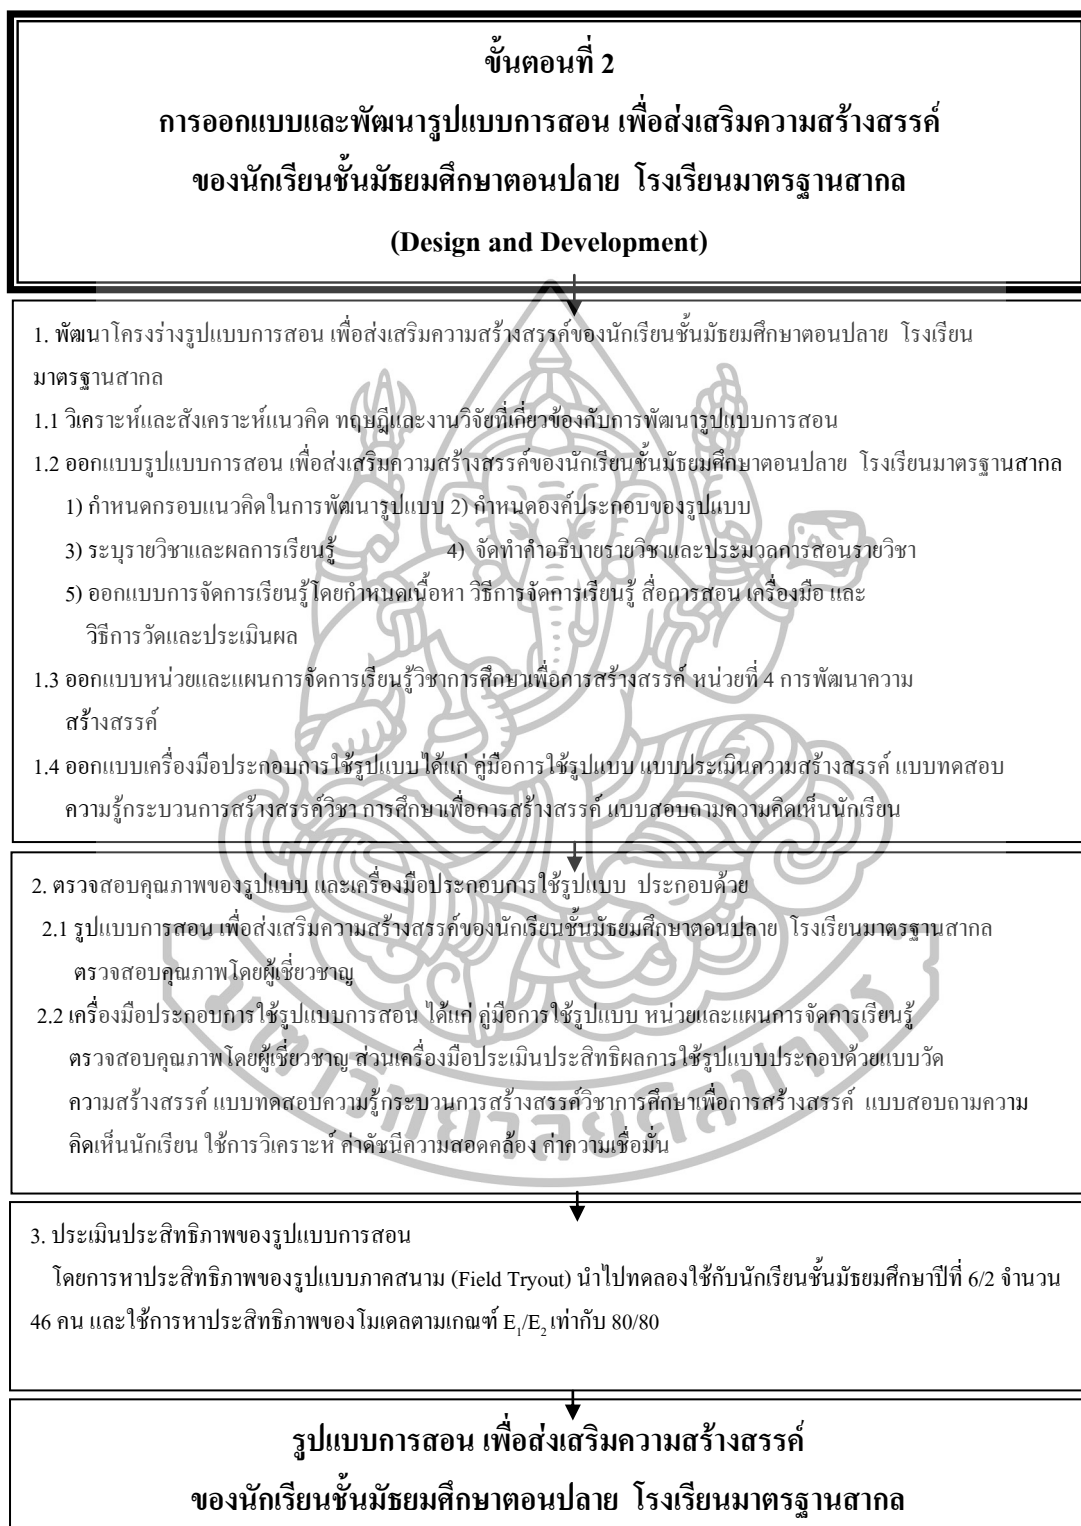 ขั้นตอนที่ 2
การออกแบบและพัฒนารูปแบบการสอน เพื่อส่งเสริมความสร้างสรรค์
ของนักเรียนชั้นมัธยมศึกษาตอนปลาย โรงเรียนมาตรฐานสากล
(Design and Development)
1. พัฒนาโครงร่างรูปแบบการสอน เพื่อส่งเสริมความสร้างสรรค์ของนักเรียนชั้นมัธยมศึกษาตอนปลาย โรงเรียน
มาตรฐานสากล
1.1 วิเคราะห์และสังเคราะห์แนวคิด ทฤษฎีและงานวิจัยที่เกี่ยวข้องกับการพัฒนารูปแบบการสอน
1.2 ออกแบบรูปแบบการสอน เพื่อส่งเสริมความสร้างสรรค์ของนักเรียนชั้นมัธยมศึกษาตอนปลาย โรงเรียนมาตรฐานสากล
1) กำหนดกรอบแนวคิดในการพัฒนารูปแบบ 2) กำหนดองค์ประกอบของรูปแบบ
3) ระบุรายวิชาและผลการเรียนรู้ 4) จัดทำคำอธิบายรายวิชาและประมวลการสอนรายวิชา
5) ออกแบบการจัดการเรียนรู้โดยกำหนดเนื้อหา วิธีการจัดการเรียนรู้ สื่อการสอน เครื่องมือ และ
วิธีการวัดและประเมินผล
1.3 ออกแบบหน่วยและแผนการจัดการเรียนรู้วิชาการศึกษาเพื่อการสร้างสรรค์ หน่วยที่ 4 การพัฒนาความ
สร้างสรรค์
1.4 ออกแบบเครื่องมือประกอบการใช้รูปแบบ ได้แก่ คู่มือการใช้รูปแบบ แบบประเมินความสร้างสรรค์ แบบทดสอบ
ความรู้กระบวนการสร้างสรรค์วิชา การศึกษาเพื่อการสร้างสรรค์ แบบสอบถามความคิดเห็นนักเรียน
2. ตรวจสอบคุณภาพของรูปแบบ และเครื่องมือประกอบการใช้รูปแบบ ประกอบด้วย
2.1 รูปแบบการสอน เพื่อส่งเสริมความสร้างสรรค์ของนักเรียนชั้นมัธยมศึกษาตอนปลาย โรงเรียนมาตรฐานสากล
ตรวจสอบคุณภาพโดยผู้เชี่ยวชาญ
2.2 เครื่องมือประกอบการใช้รูปแบบการสอน ได้แก่ คู่มือการใช้รูปแบบ หน่วยและแผนการจัดการเรียนรู้
ตรวจสอบคุณภาพโดยผู้เชี่ยวชาญ ส่วนเครื่องมือประเมินประสิทธิผลการใช้รูปแบบประกอบด้วยแบบวัด
ความสร้างสรรค์ แบบทดสอบความรู้กระบวนการสร้างสรรค์วิชาการศึกษาเพื่อการสร้างสรรค์ แบบสอบถามความ
คิดเห็นนักเรียน ใช้การวิเคราะห์ ค่าดัชนีความสอดคล้อง ค่าความเชื่อมั่น
มหาวิทยาลัยศิลปากร
3. ประเมินประสิทธิภาพของรูปแบบการสอน
โดยการหาประสิทธิภาพของรูปแบบภาคสนาม (Field Tryout) นำไปทดลองใช้กับนักเรียนชั้นมัธยมศึกษาปีที่ 6/2 จำนวน
46 คน และใช้การหาประสิทธิภาพของโมเดลตามเกณฑ์ E₁/E₂ เท่ากับ 80/80
รูปแบบการสอน เพื่อส่งเสริมความสร้างสรรค์
ของนักเรียนชั้นมัธยมศึกษาตอนปลาย โรงเรียนมาตรฐานสากล